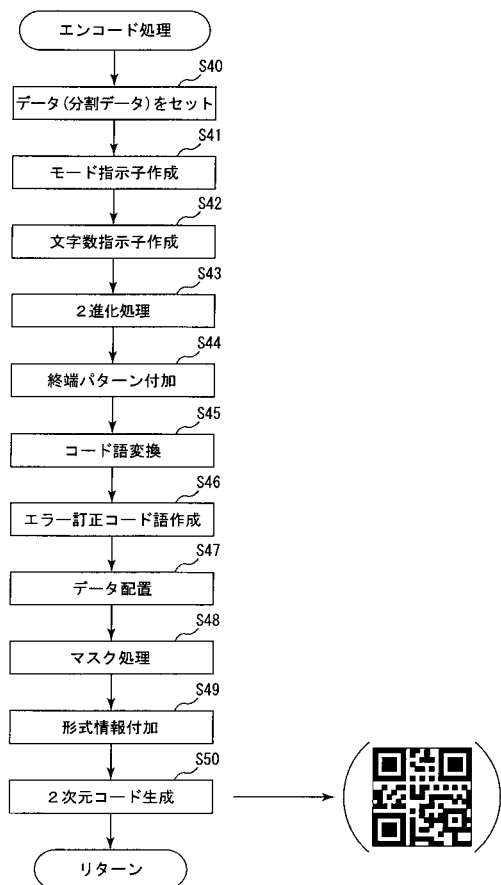 エンコード処理
S40
データ(分割データ)をセット
S41
モード指示子作成
S42
文字数指示子作成
S43
2進化処理
S44
終端パターン付加
S45
コード語変換
S46
エラー訂正コード語作成
S47
データ配置
S48
マスク処理
S49
形式情報付加
S50
2次元コード生成
リターン